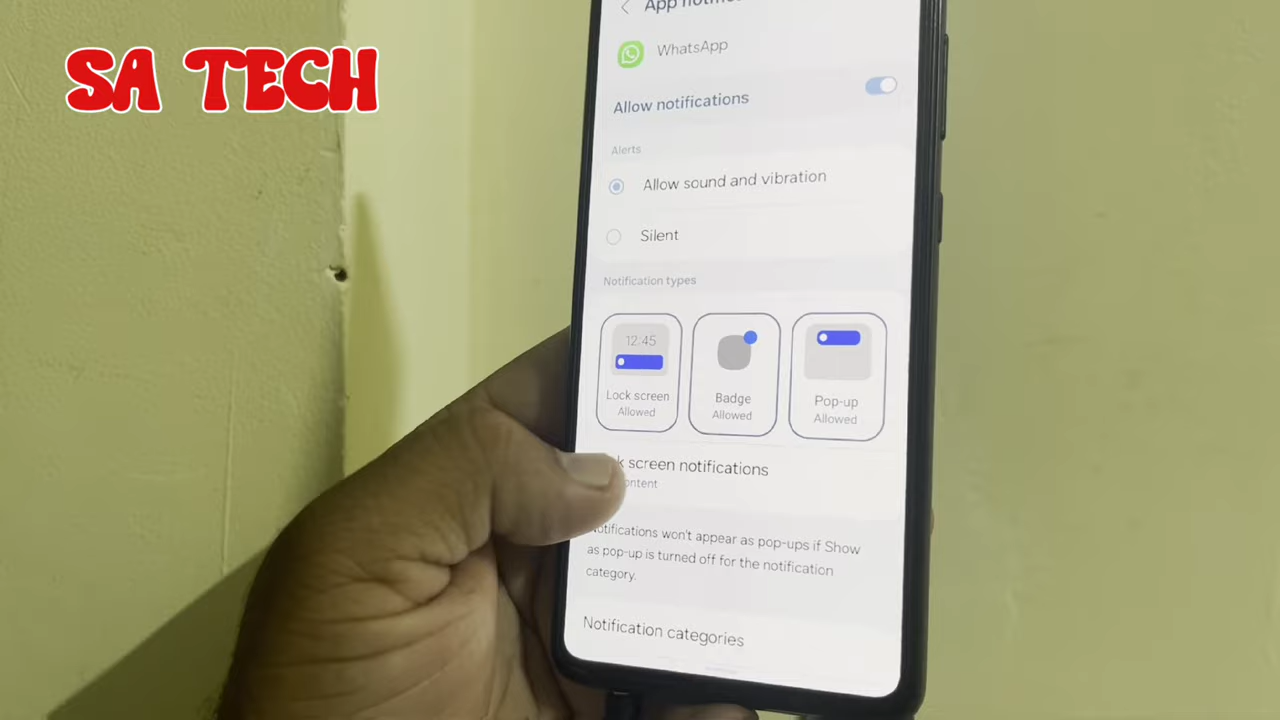 SA TECH
App
WhatsApp
Allow notifications
Alerts
Allow sound and vibration
Silent
Notification types
12:45
Lock screen
Allowed
Badge
Allowed
Pop-up
Allowed
screen notifications
Notifications won't appear as pop-ups if Show
as pop-up is turned off for the notification
category.
Notification categories